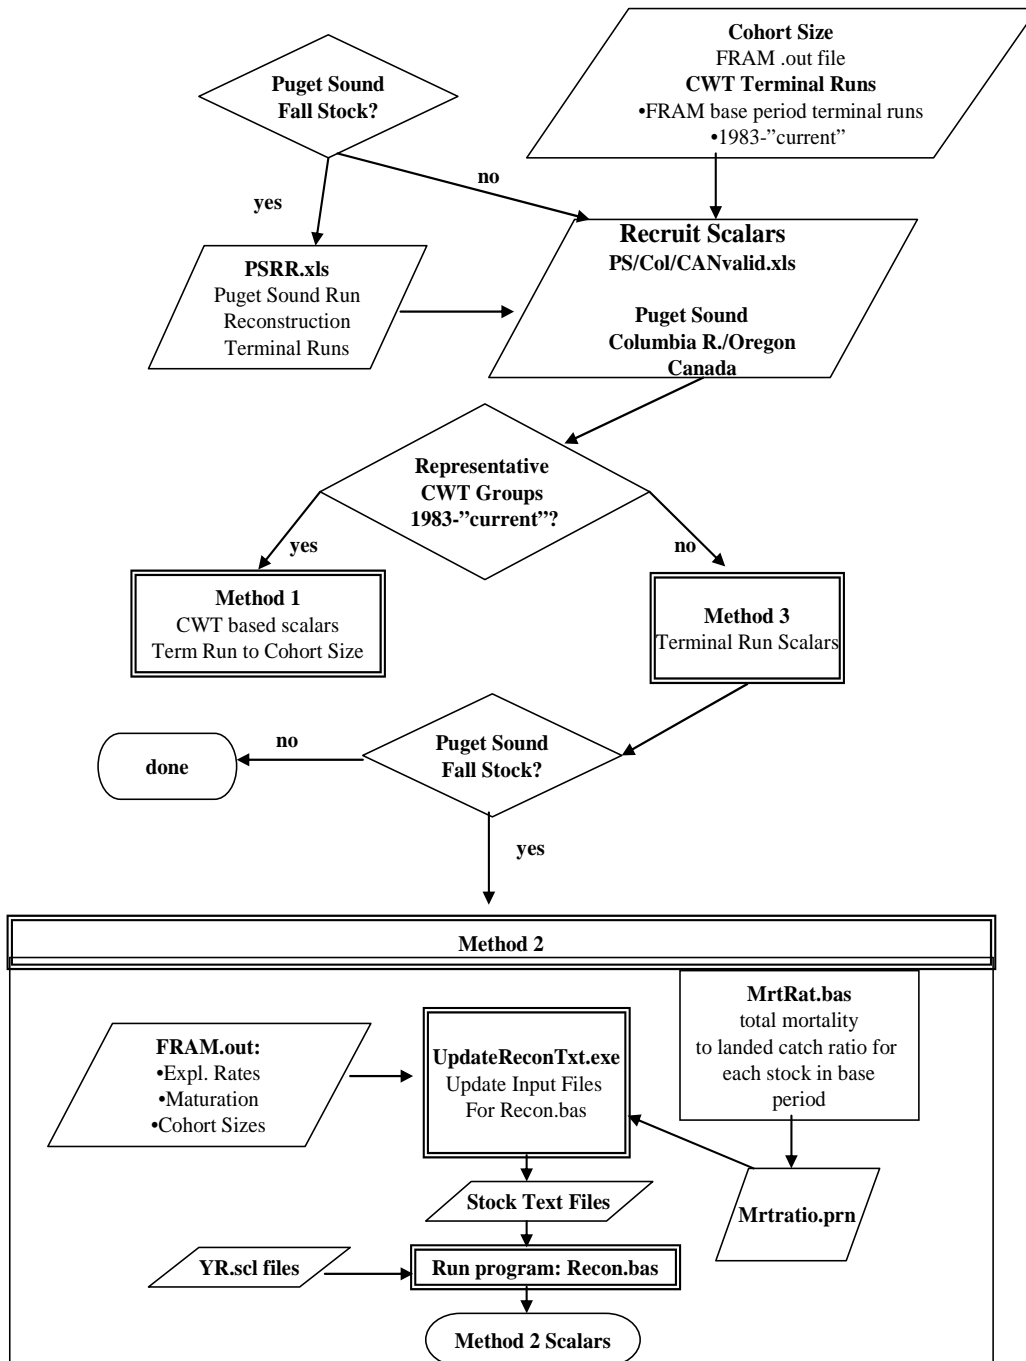 Cohort Size
FRAM .out file
CWT Terminal Runs
•FRAM base period terminal runs
•1983-”current”
Puget Sound
Fall Stock?
no
yes
PSRR.xls
Puget Sound Run
Reconstruction
Terminal Runs
Recruit Scalars
PS/Col/CANvalid.xls
Puget Sound
Columbia R./Oregon
Canada
Representative
CWT Groups
1983-”current”?
yes
no
Method 1
CWT based scalars
Term Run to Cohort Size
Method 3
Terminal Run Scalars
Puget Sound
Fall Stock?
no
done
yes
Method 2
FRAM.out:
•Expl. Rates
•Maturation
•Cohort Sizes
UpdateReconTxt.exe
Update Input Files
For Recon.bas
MrtRat.bas
total mortality
to landed catch ratio for
each stock in base
period
Stock Text Files
Mrtratio.prn
YR.scl files
Run program: Recon.bas
Method 2 Scalars